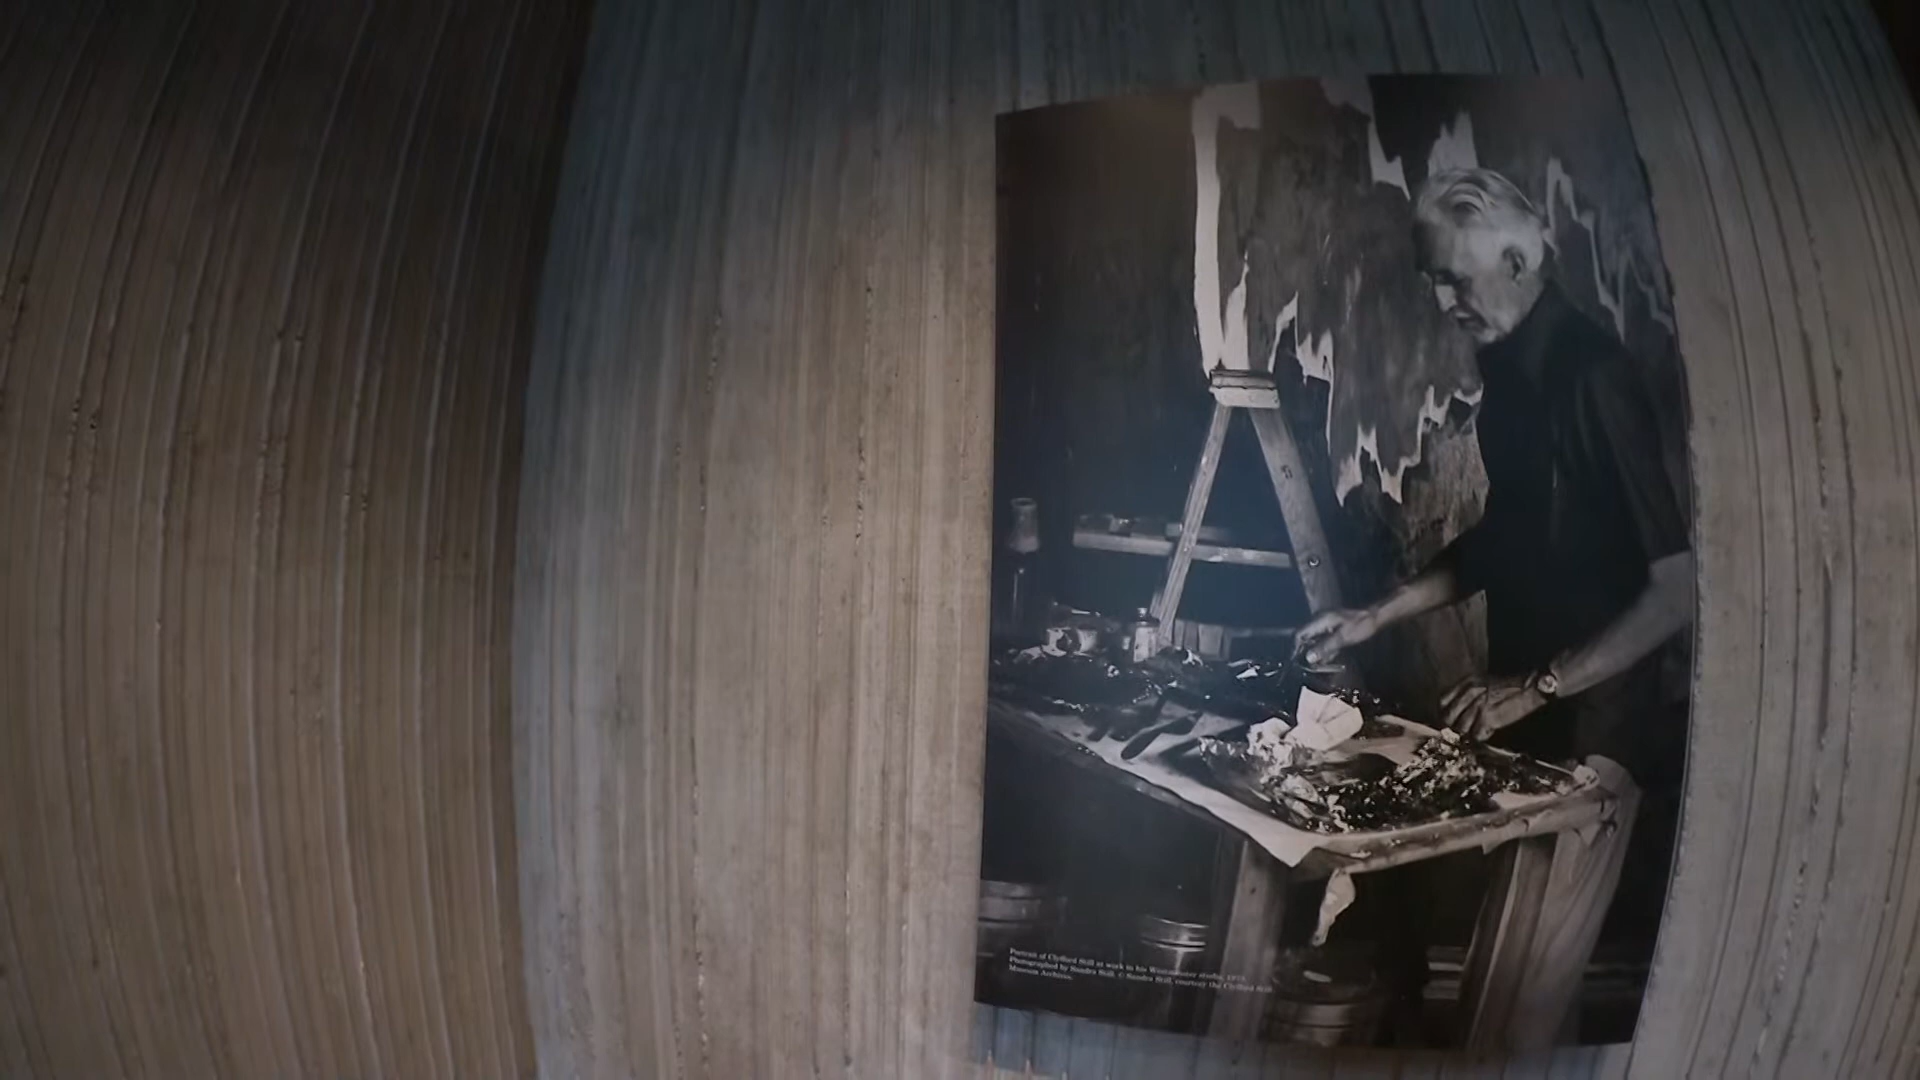 Portrait of Clyfford Still at work in his Westminster studio, 1976.
Photographed by Sandra Still. © Sandra Still, courtesy the Clyfford Still
Museum Archives.